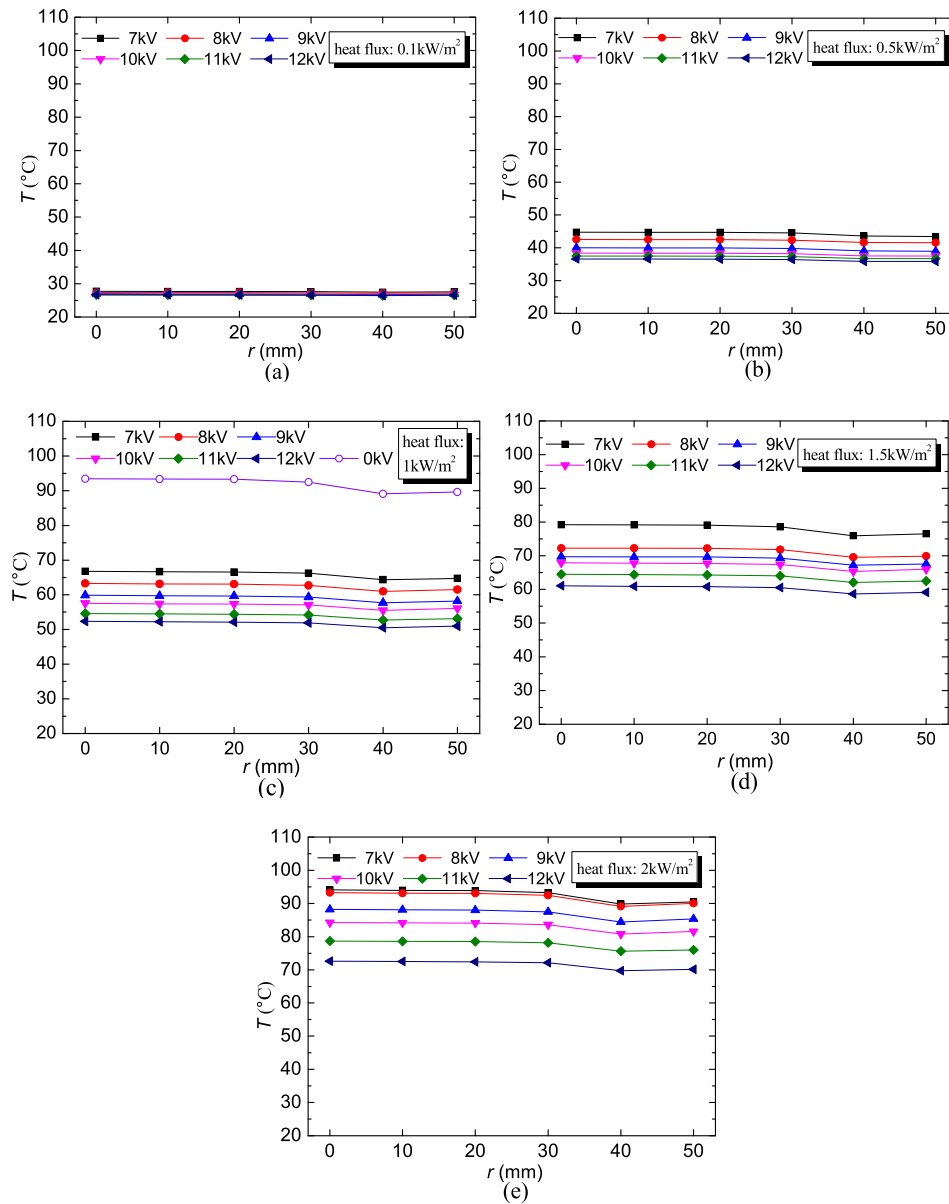 7kV 8kV 9kV
10kV 11kV 12kV
heat flux: 0.1kW/m²
110
100
90
80
70
60
50
40
30
20
T (°C)
0 10 20 30 40 50
r (mm)
(a)
7kV 8kV 9kV
10kV 11kV 12kV
heat flux: 0.5kW/m²
110
100
90
80
70
60
50
40
30
20
T (°C)
0 10 20 30 40 50
r (mm)
(b)
7kV 8kV 9kV
10kV 11kV 12kV 0kV
heat flux:
1kW/m²
110
100
90
80
70
60
50
40
30
20
T (°C)
0 10 20 30 40 50
r (mm)
(c)
7kV 8kV 9kV
10kV 11kV 12kV
heat flux: 1.5kW/m²
110
100
90
80
70
60
50
40
30
20
T (°C)
0 10 20 30 40 50
r (mm)
(d)
7kV 8kV 9kV
10kV 11kV 12kV
heat flux: 2kW/m²
110
100
90
80
70
60
50
40
30
20
T (°C)
0 10 20 30 40 50
r (mm)
(e)